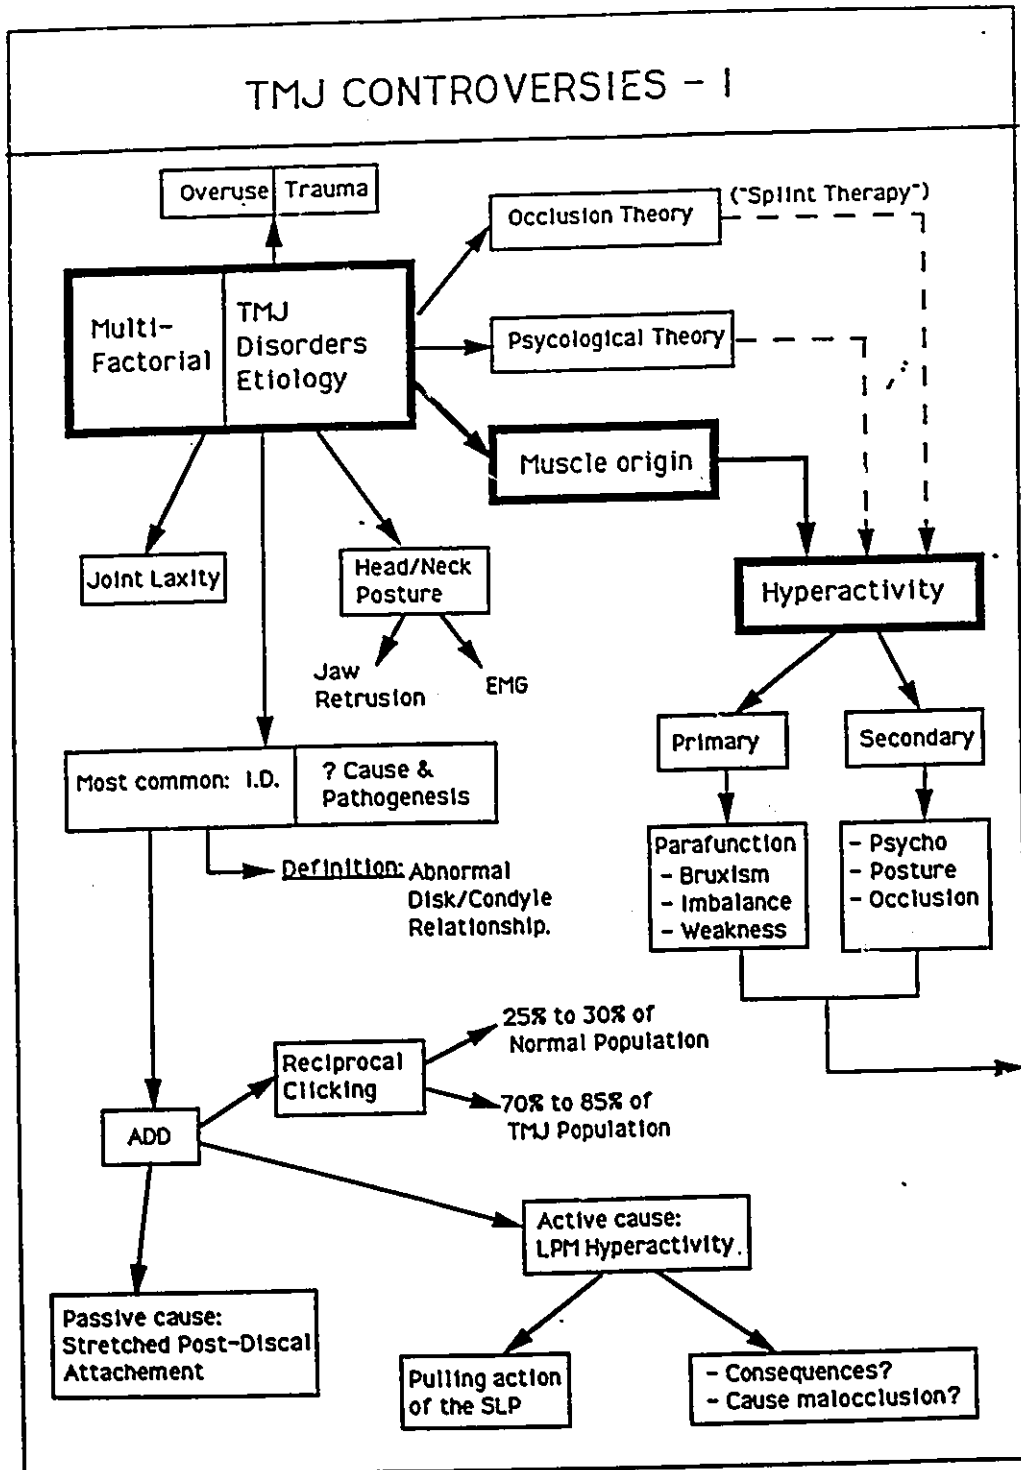 TMJ CONTROVERSIES - I
Overuse Trauma
Occlusion Theory
("Splint Therapy")
Multi-
Factorial
TMJ
Disorders
Etiology
Psycological Theory
Muscle origin
Joint Laxity
Head/Neck
Posture
Hyperactivity
Jaw
Retrusion
EMG
Primary
Secondary
Most common: I.D.
? Cause &
Pathogenesis
Parafunction
- Bruxism
- Imbalance
- Weakness
- Psycho
- Posture
- Occlusion
Definition: Abnormal
Disk/Condyle
Relationship.
25% to 30% of
Normal Population
Reciprocal
Clicking
70% to 85% of
TMJ Population
ADD
Active cause:
LPM Hyperactivity.
Passive cause:
Stretched Post-Discal
Attachement
Pulling action
of the SLP
- Consequences?
- Cause malocclusion?